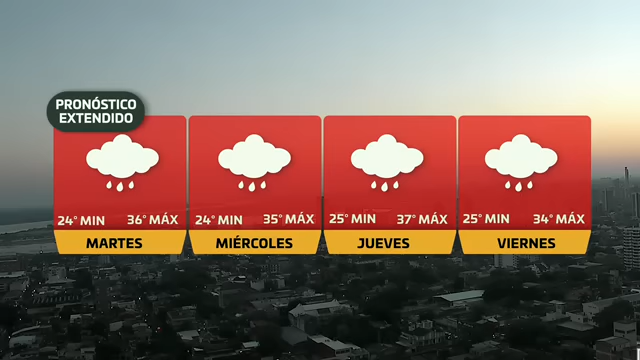 PRONÓSTICO
EXTENDIDO
24° MIN 36° MÁX
MARTES
24° MIN 35° MÁX
MIÉRCOLES
25° MIN 37° MÁX
JUEVES
25° MIN 34° MÁX
VIERNES